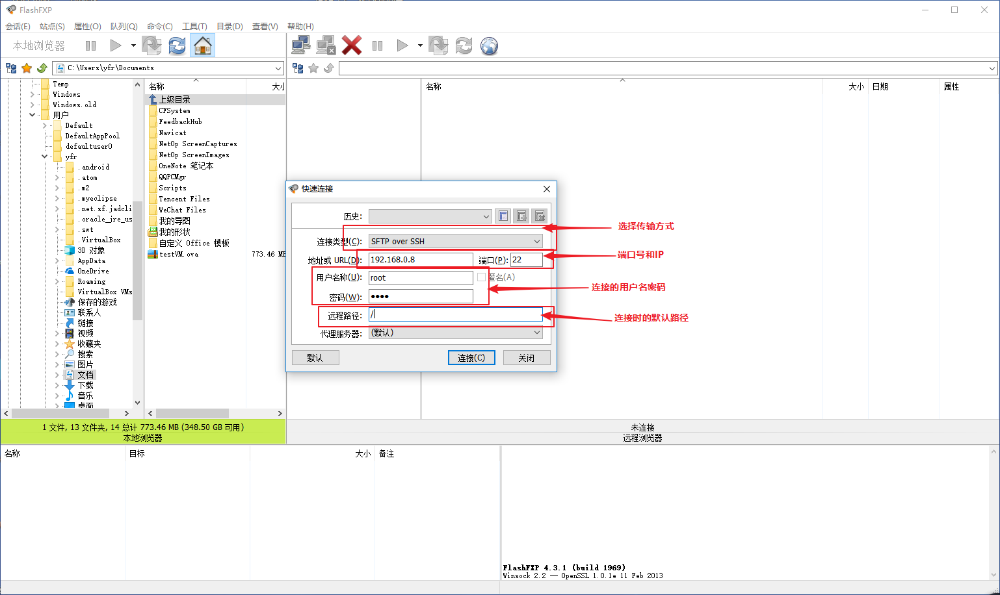 FlashFXP
会话(E) 站点(S) 属性(O) 队列(Q) 命令(C) 工具(T) 目录(D) 查看(V) 帮助(H)
本地浏览器
C:\Users\yfr\Documents
Temp
Windows
Windows.old
用户
Default
DefaultAppPool
defaultuser0
yfr
.android
.atom
.m2
.myeclipse
.net.sf.jadcli
.oracle_jre_us
.swt
.VirtualBox
3D 对象
AppData
OneDrive
Roaming
VirtualBox VMs
保存的游戏
联系人
链接
视频
收藏夹
搜索
图片
文档
下载
音乐
桌面
名称 大小
上级目录
CFSystem
FeedbackHub
Navicat
NetOp ScreenCaptures
NetOp ScreenImages
OneNote 笔记本
QQPCMgr
Scripts
Tencent Files
WeChat Files
我的导图
我的形状
自定义 Office 模板
testVM.ova 773.46 MB
名称 大小 日期 属性
快速连接
历史:
连接类型(C): SFTP over SSH
地址或 URL(D): 192.168.0.8 端口(P): 22
用户名称(U): root 匿名(A)
密码(W): ●●●●
远程路径: /
代理服务器: (默认)
默认 连接(C) 关闭
选择传输方式
端口号和IP
连接的用户名密码
连接时的默认路径
1 文件, 13 文件夹, 14 总计 773.46 MB (348.50 GB 可用)
本地浏览器
未连接
远程浏览器
名称 目标 大小 备注
FlashFXP 4.3.1 (build 1969)
Winsock 2.2 -- OpenSSL 1.0.1e 11 Feb 2013